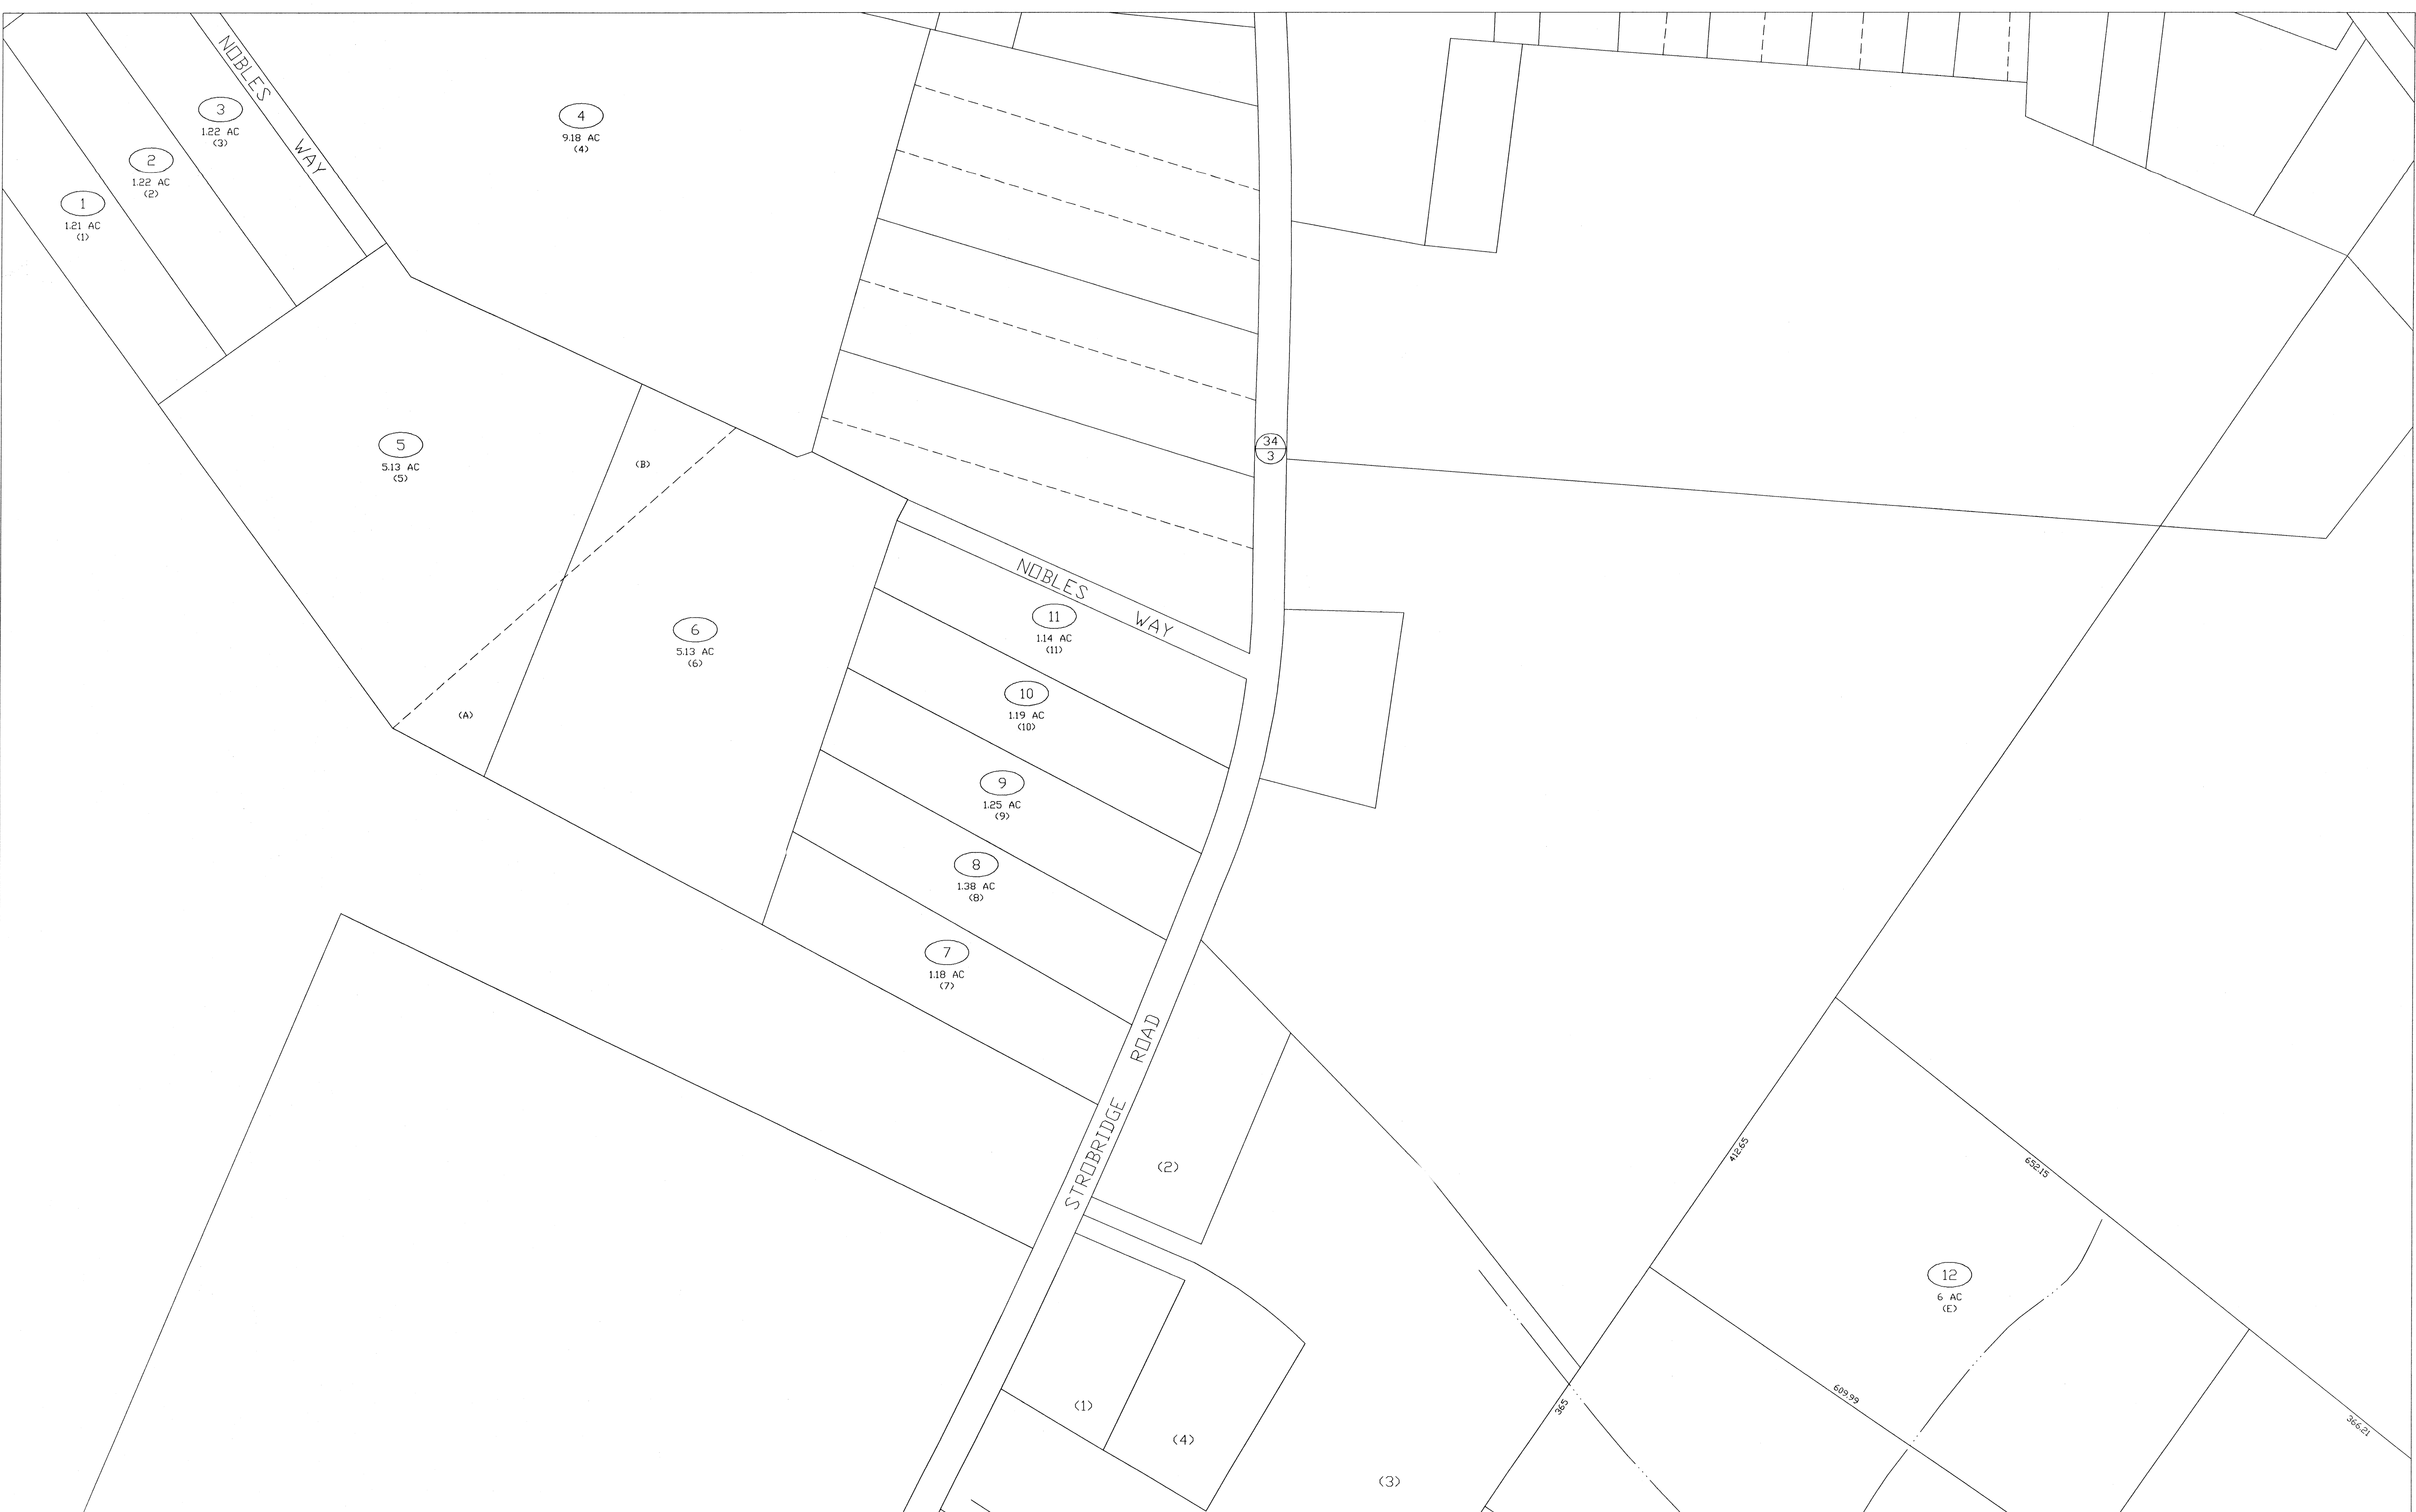 NOBLES WAY
3
1.22 AC
(3)
2
1.22 AC
(2)
1
1.21 AC
(1)
4
9.18 AC
(4)
5
5.13 AC
(5)
(B)
(A)
6
5.13 AC
(6)
34
3
NOBLES WAY
11
1.14 AC
(11)
10
1.19 AC
(10)
9
1.25 AC
(9)
8
1.38 AC
(8)
7
1.18 AC
(7)
STROBRIDGE ROAD
(2)
(1)
(4)
(3)
412.65
652.15
12
6 AC
(E)
609.99
365
366.21